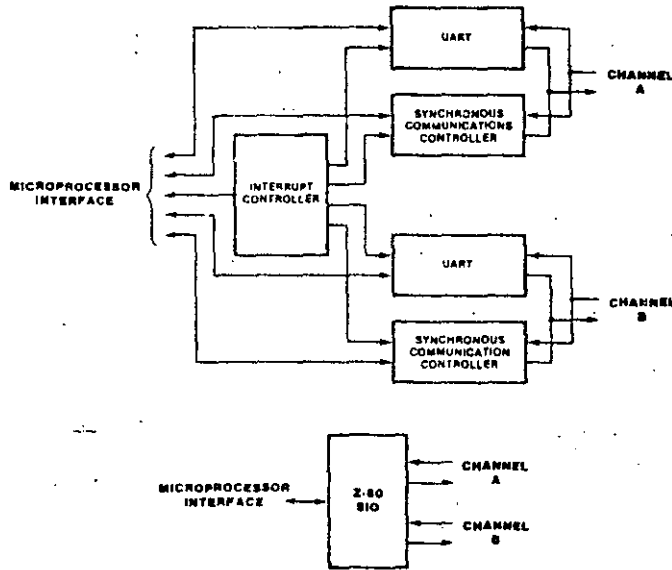 UART
CHANNEL
A
SYNCHRONOUS
COMMUNICATIONS
CONTROLLER
MICROPROCESSOR
INTERFACE
INTERRUPT
CONTROLLER
UART
CHANNEL
B
SYNCHRONOUS
COMMUNICATION
CONTROLLER
MICROPROCESSOR
INTERFACE
Z-80
SIO
CHANNEL
A
CHANNEL
B